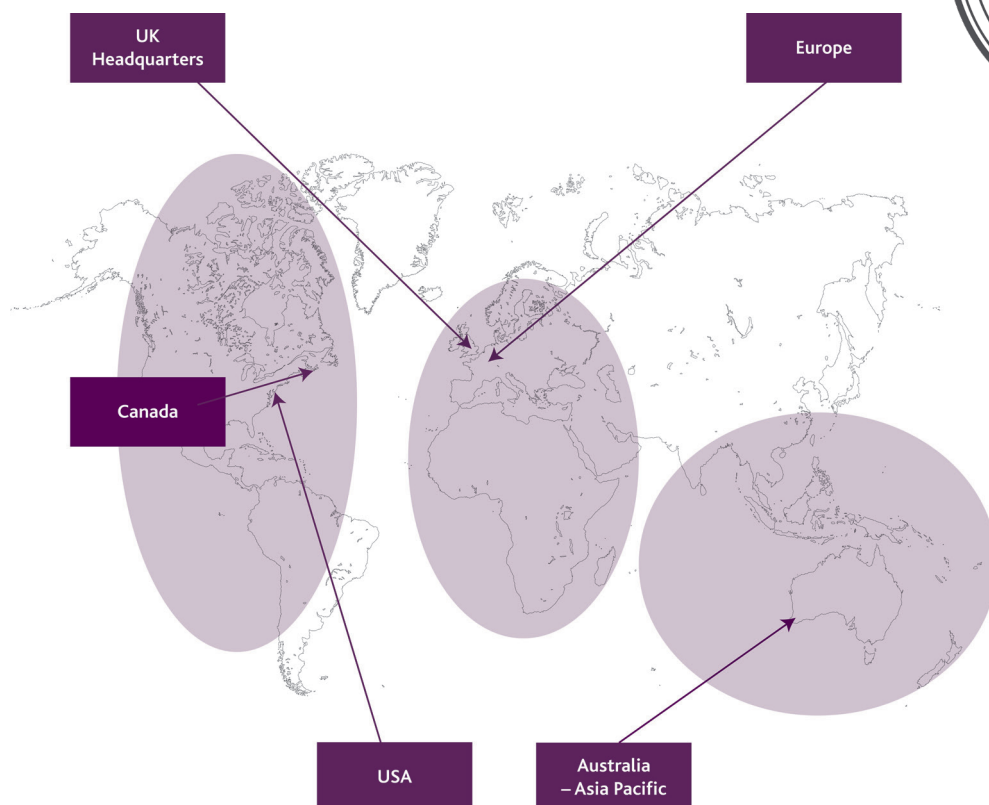 UK
Headquarters
Europe
Canada
USA
Australia
– Asia Pacific